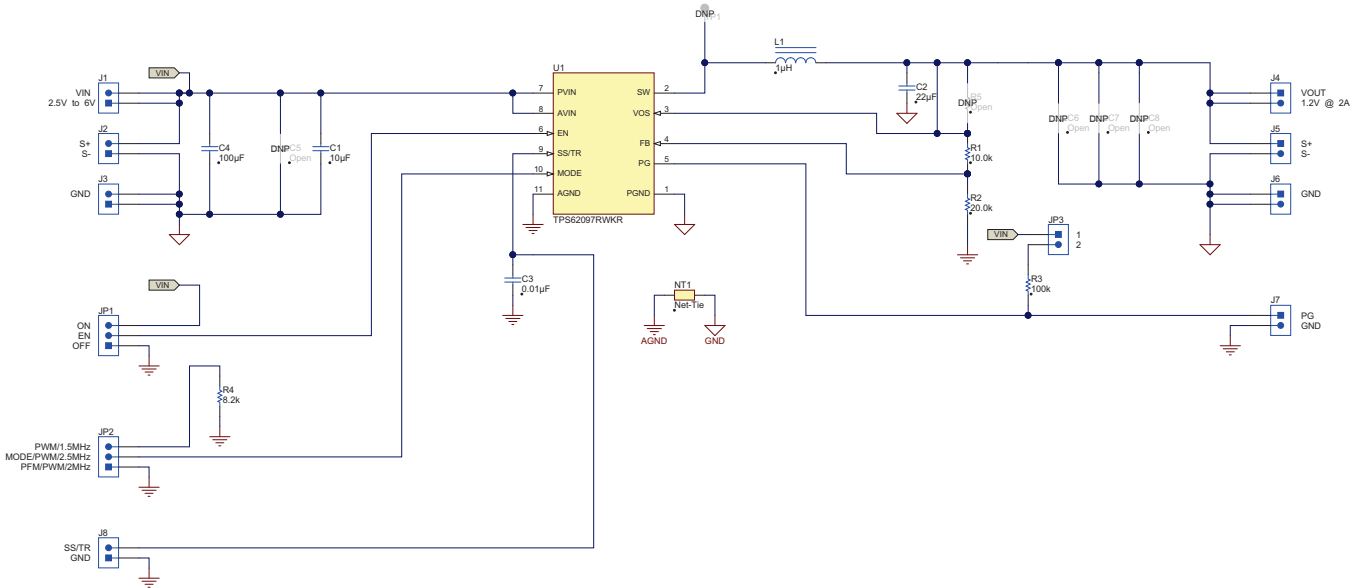 DNP
TP1
L1
1µH
U1
TPS62097RWKR
7 PVIN
8 AVIN
6 EN
9 SS/TR
10 MODE
11 AGND
SW 2
VOS 3
FB 4
PG 5
PGND 1
VIN
J1
VIN
2.5V to 6V
J2
S+
S-
J3
GND
C4
100µF
DNP C5
Open
C1
10µF
C2
22µF
DNP R5
Open
R1
10.0k
R2
20.0k
DNP C6
Open
DNP C7
Open
DNP C8
Open
J4
VOUT
1.2V @ 2A
J5
S+
S-
J6
GND
VIN
JP3
1
2
R3
100k
J7
PG
GND
C3
0.01µF
NT1
Net-Tie
AGND
GND
VIN
JP1
ON
EN
OFF
R4
8.2k
JP2
PWM/1.5MHz
MODE/PWM/2.5MHz
PFM/PWM/2MHz
J8
SS/TR
GND